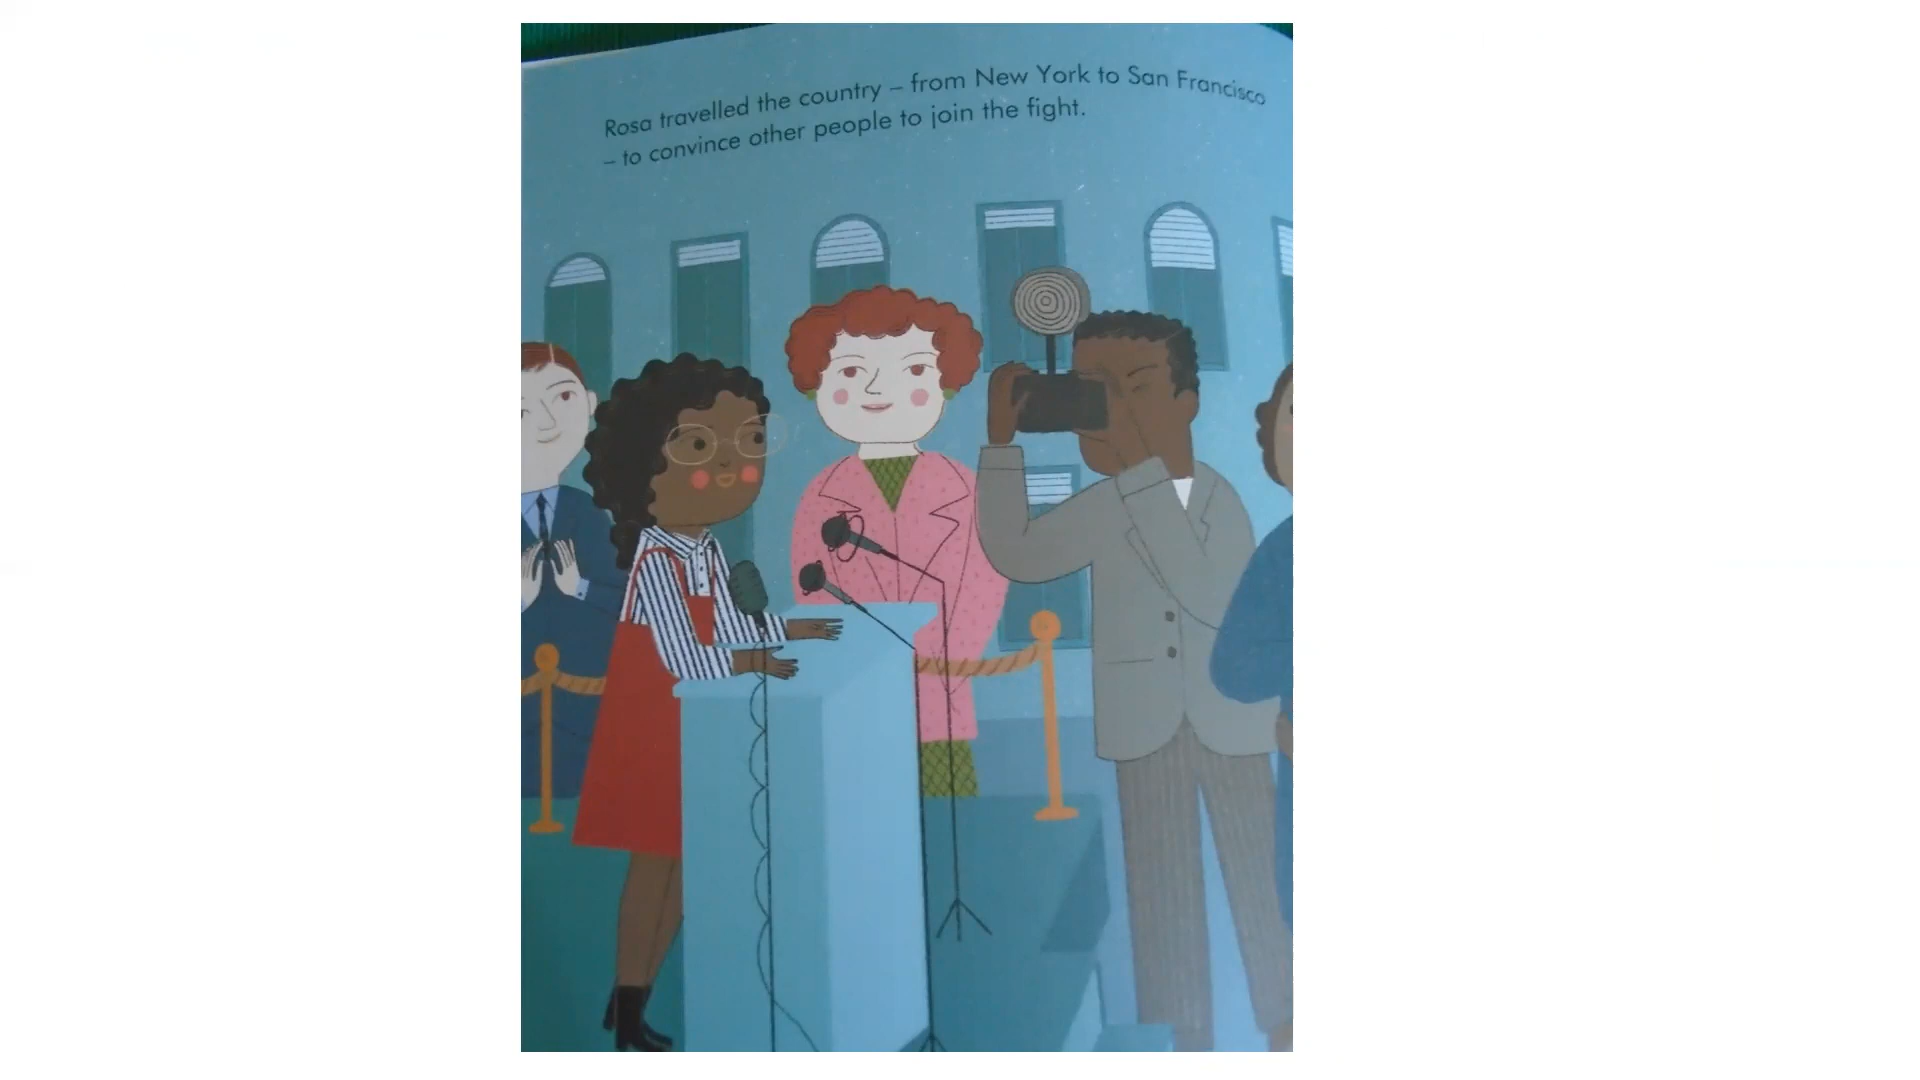 Rosa travelled the country – from New York to San Francisco
– to convince other people to join the fight.